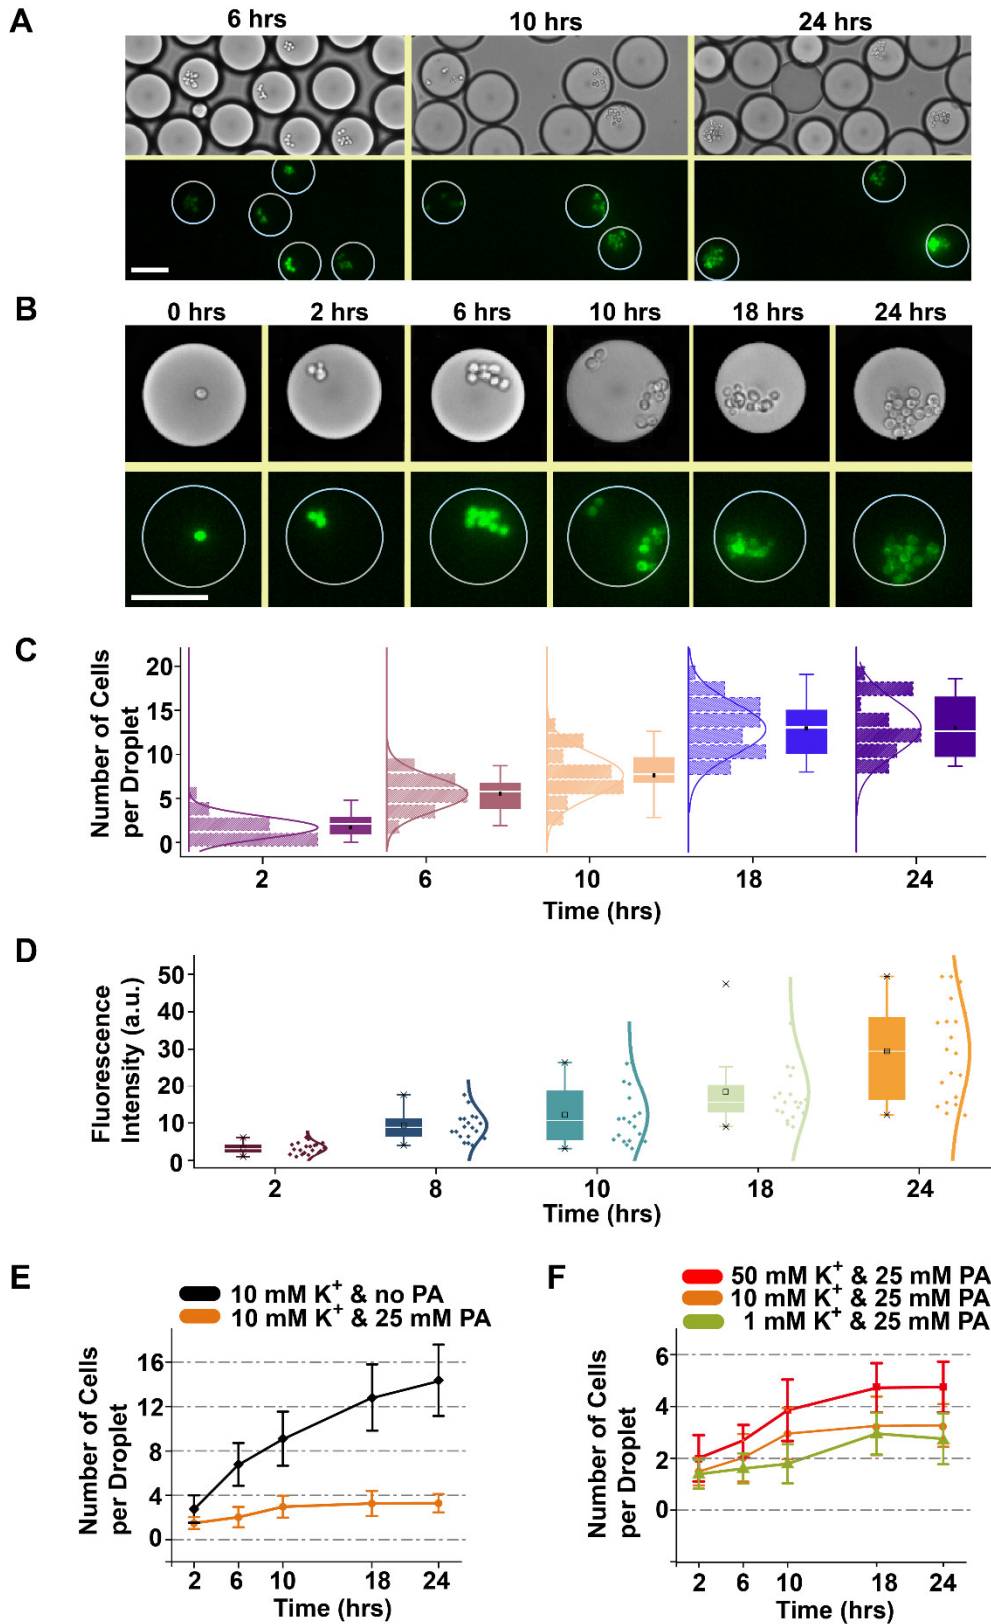 A
6 hrs 10 hrs 24 hrs
B
0 hrs 2 hrs 6 hrs 10 hrs 18 hrs 24 hrs
C
Number of Cells
per Droplet
20
15
10
5
0
2 6 10 18 24
Time (hrs)
D
Fluorescence
Intensity (a.u.)
50
40
30
20
10
0
2 8 10 18 24
Time (hrs)
E
10 mM K⁺ & no PA
10 mM K⁺ & 25 mM PA
Number of Cells
per Droplet
16
12
8
4
0
2 6 10 18 24
Time (hrs)
F
50 mM K⁺ & 25 mM PA
10 mM K⁺ & 25 mM PA
1 mM K⁺ & 25 mM PA
Number of Cells
per Droplet
6
4
2
0
2 6 10 18 24
Time (hrs)